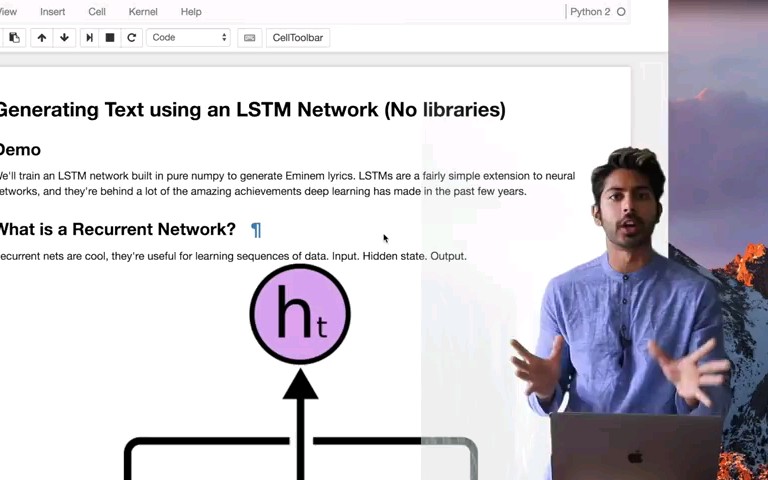 View Insert Cell Kernel Help Python 2
Code CellToolbar
Generating Text using an LSTM Network (No libraries)
Demo
We'll train an LSTM network built in pure numpy to generate Eminem lyrics. LSTMs are a fairly simple extension to neural
networks, and they're behind a lot of the amazing achievements deep learning has made in the past few years.
What is a Recurrent Network? ¶
Recurrent nets are cool, they're useful for learning sequences of data. Input. Hidden state. Output.
ht